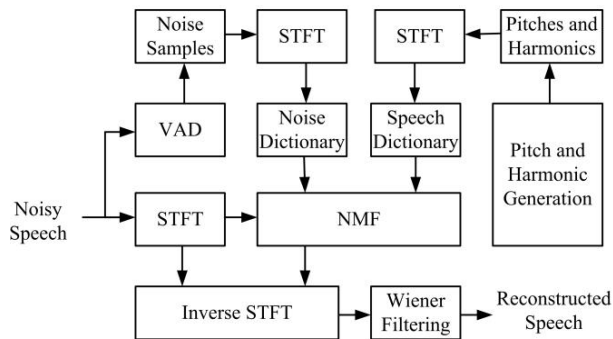 Noise
Samples
STFT
STFT
Pitches and
Harmonics
VAD
Noise
Dictionary
Speech
Dictionary
Pitch and
Harmonic
Generation
Noisy
Speech
STFT
NMF
Inverse STFT
Wiener
Filtering
Reconstructed
Speech